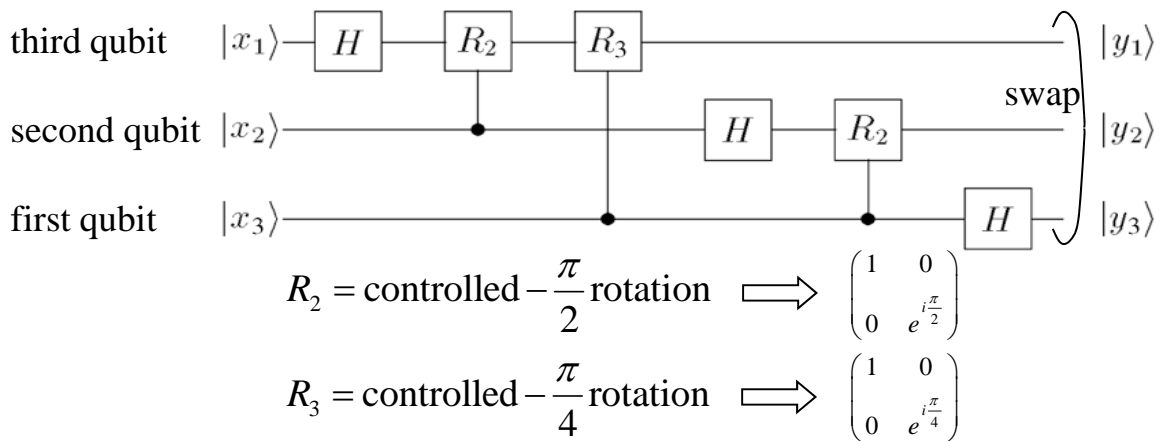 third qubit |x₁⟩ H R₂ R₃ |y₁⟩
swap
second qubit |x₂⟩ H R₂ |y₂⟩
first qubit |x₃⟩ H |y₃⟩
R₂ = controlled − π/2 rotation ⇨ (1 0; 0 e^{iπ/2})
R₃ = controlled − π/4 rotation ⇨ (1 0; 0 e^{iπ/4})